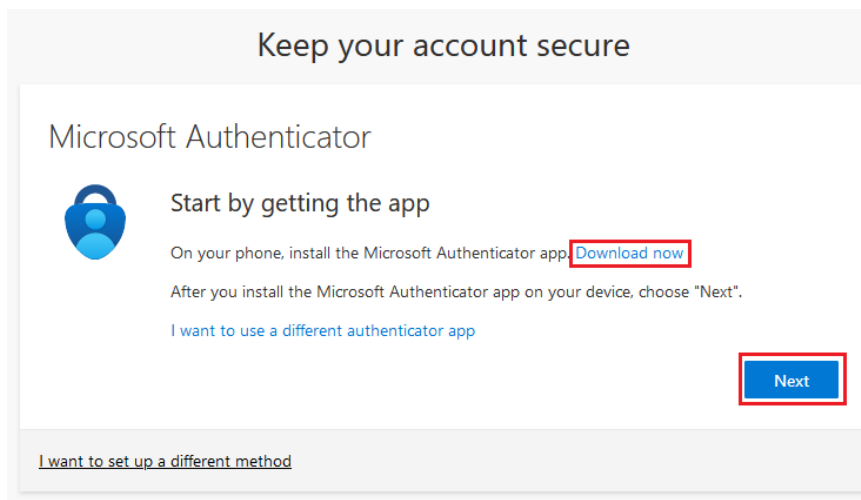 Keep your account secure
Microsoft Authenticator
Start by getting the app
On your phone, install the Microsoft Authenticator app. Download now
After you install the Microsoft Authenticator app on your device, choose "Next".
I want to use a different authenticator app
Next
I want to set up a different method